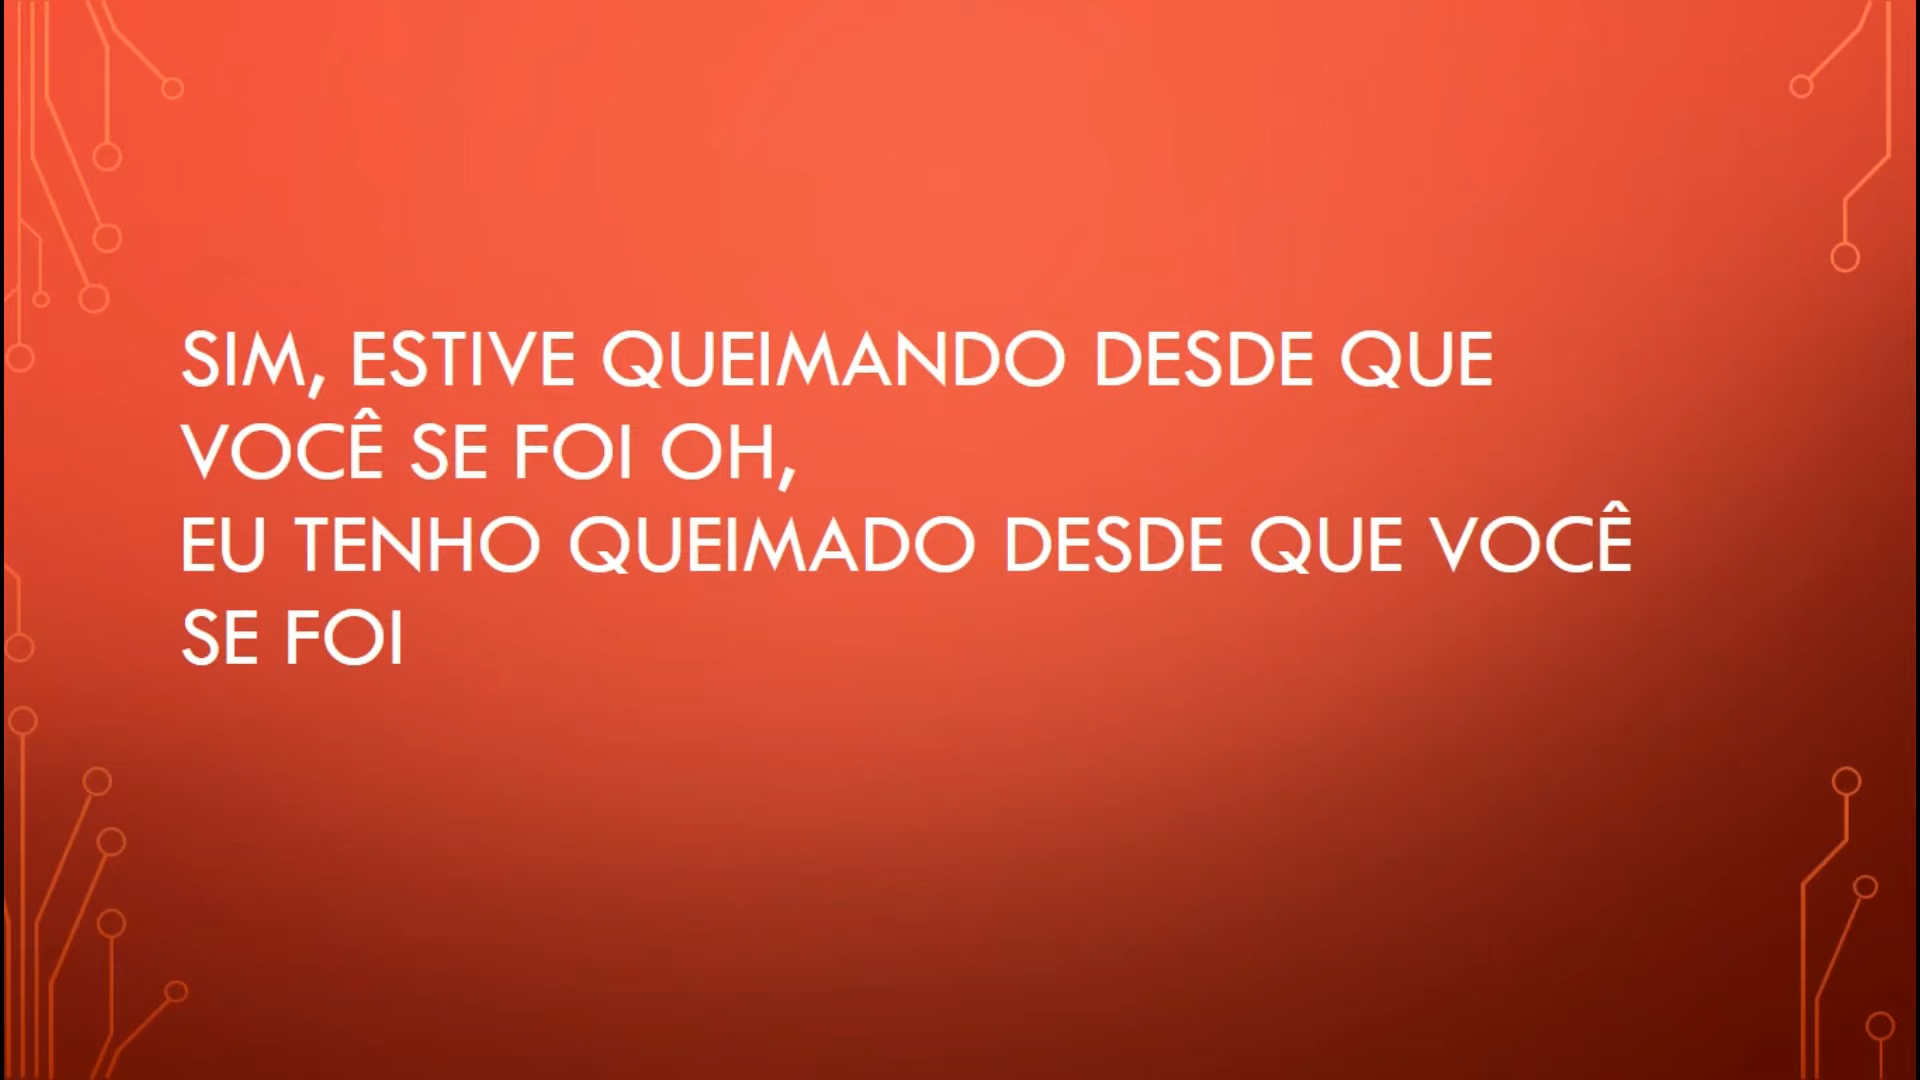 SIM, ESTIVE QUEIMANDO DESDE QUE
VOCÊ SE FOI OH,
EU TENHO QUEIMADO DESDE QUE VOCÊ
SE FOI